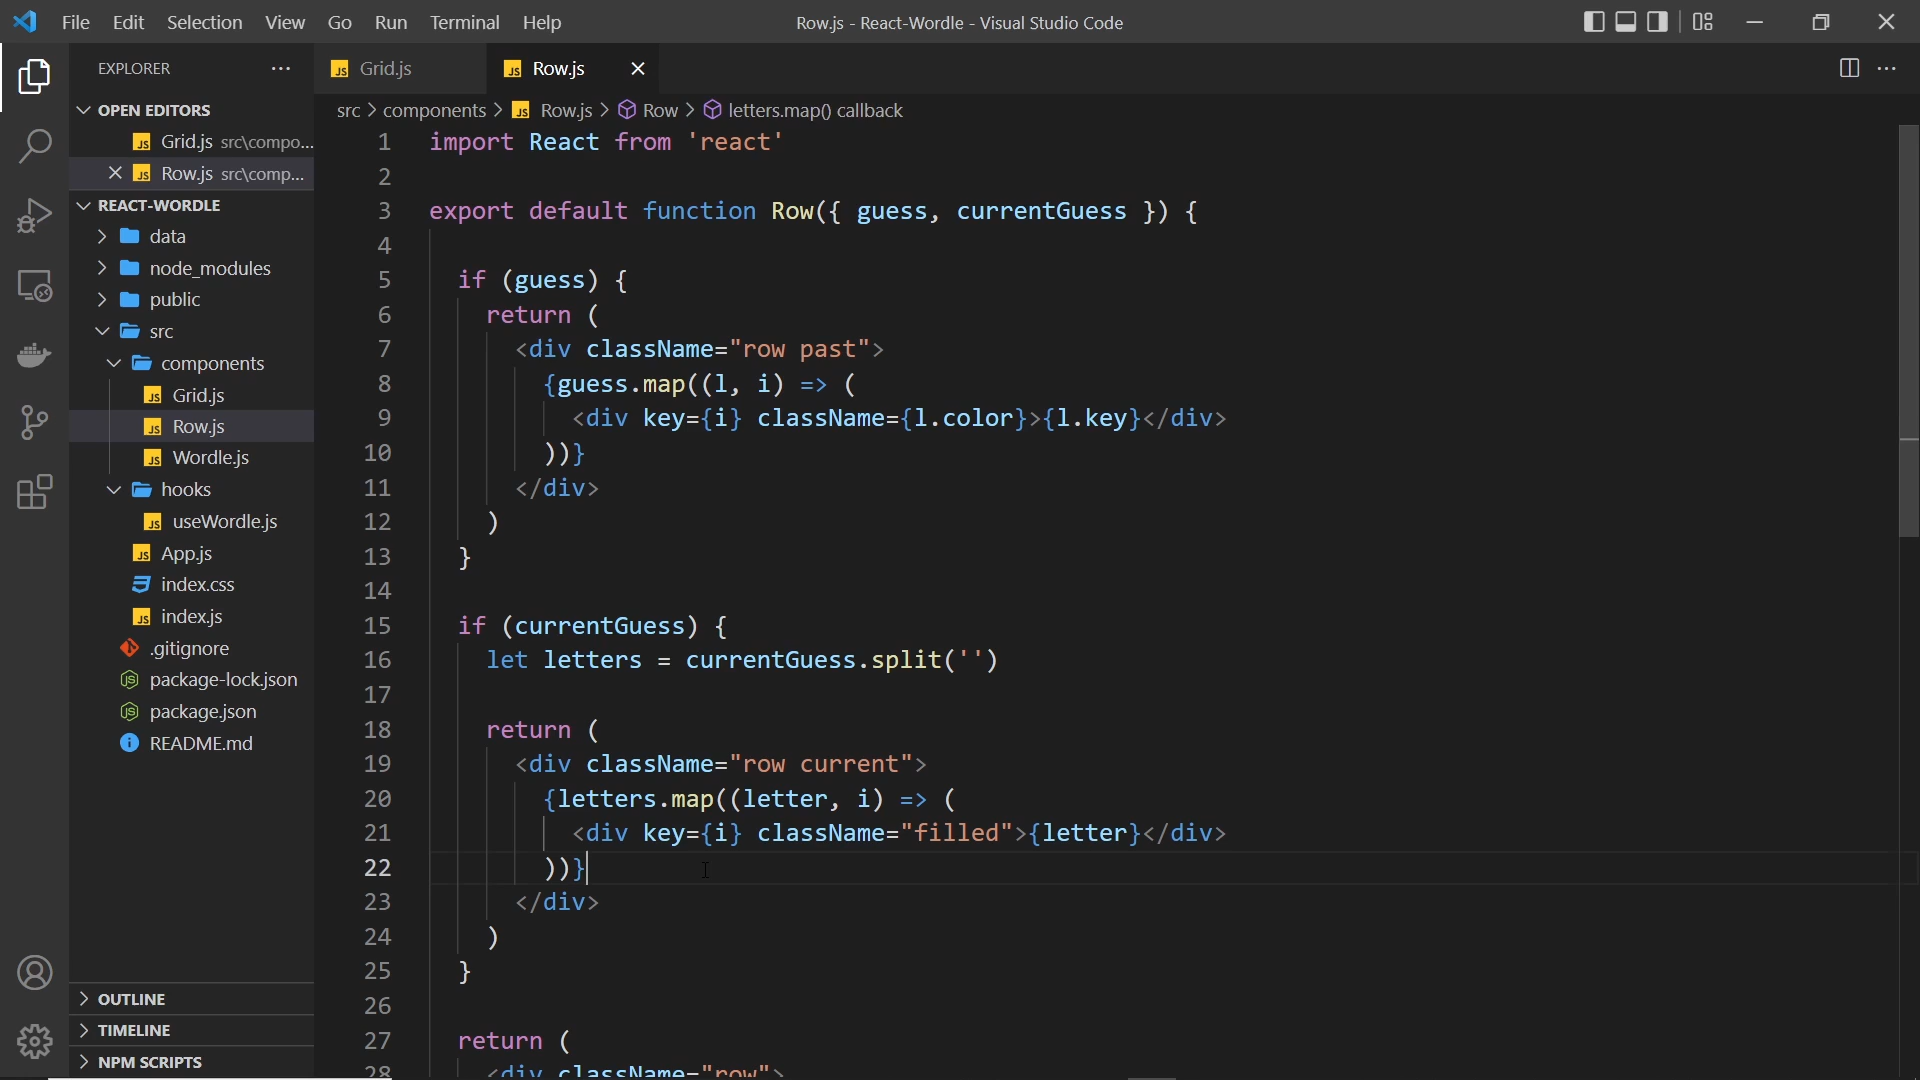 File Edit Selection View Go Run Terminal Help
Row.js - React-Wordle - Visual Studio Code
EXPLORER
OPEN EDITORS
Grid.js src\compo...
Row.js src\comp...
REACT-WORDLE
data
node_modules
public
src
components
Grid.js
Row.js
Wordle.js
hooks
useWordle.js
App.js
index.css
index.js
.gitignore
package-lock.json
package.json
README.md
OUTLINE
TIMELINE
NPM SCRIPTS
Grid.js
Row.js
src > components > Row.js > Row > letters.map() callback
1 import React from 'react'
2
3 export default function Row({ guess, currentGuess }) {
4
5 if (guess) {
6 return (
7 <div className="row past">
8 {guess.map((l, i) => (
9 <div key={i} className={l.color}>{l.key}</div>
10 ))}
11 </div>
12 )
13 }
14
15 if (currentGuess) {
16 let letters = currentGuess.split('')
17
18 return (
19 <div className="row current">
20 {letters.map((letter, i) => (
21 <div key={i} className="filled">{letter}</div>
22 ))}
23 </div>
24 )
25 }
26
27 return (
28 <div className="row">